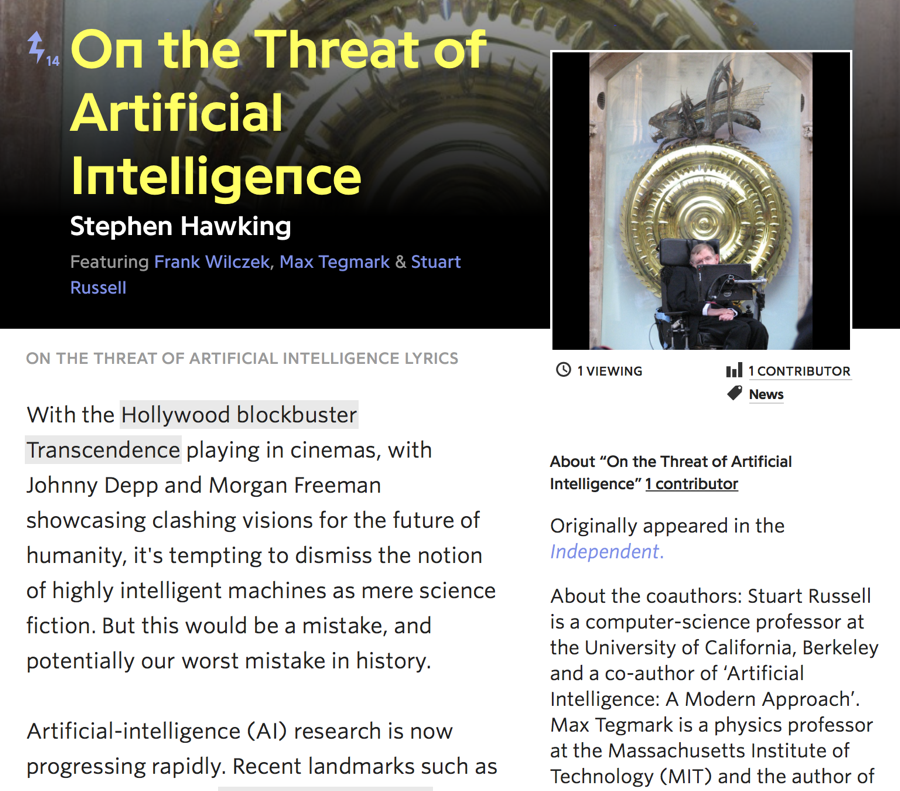 14
On the Threat of
Artificial
Intelligence
Stephen Hawking
Featuring Frank Wilczek, Max Tegmark & Stuart
Russell
1 VIEWING
1 CONTRIBUTOR
News
ON THE THREAT OF ARTIFICIAL INTELLIGENCE LYRICS
With the Hollywood blockbuster
Transcendence playing in cinemas, with
Johnny Depp and Morgan Freeman
showcasing clashing visions for the future of
humanity, it's tempting to dismiss the notion
of highly intelligent machines as mere science
fiction. But this would be a mistake, and
potentially our worst mistake in history.
Artificial-intelligence (AI) research is now
progressing rapidly. Recent landmarks such as
About “On the Threat of Artificial
Intelligence” 1 contributor
Originally appeared in the
Independent.
About the coauthors: Stuart Russell
is a computer-science professor at
the University of California, Berkeley
and a co-author of ‘Artificial
Intelligence: A Modern Approach’.
Max Tegmark is a physics professor
at the Massachusetts Institute of
Technology (MIT) and the author of